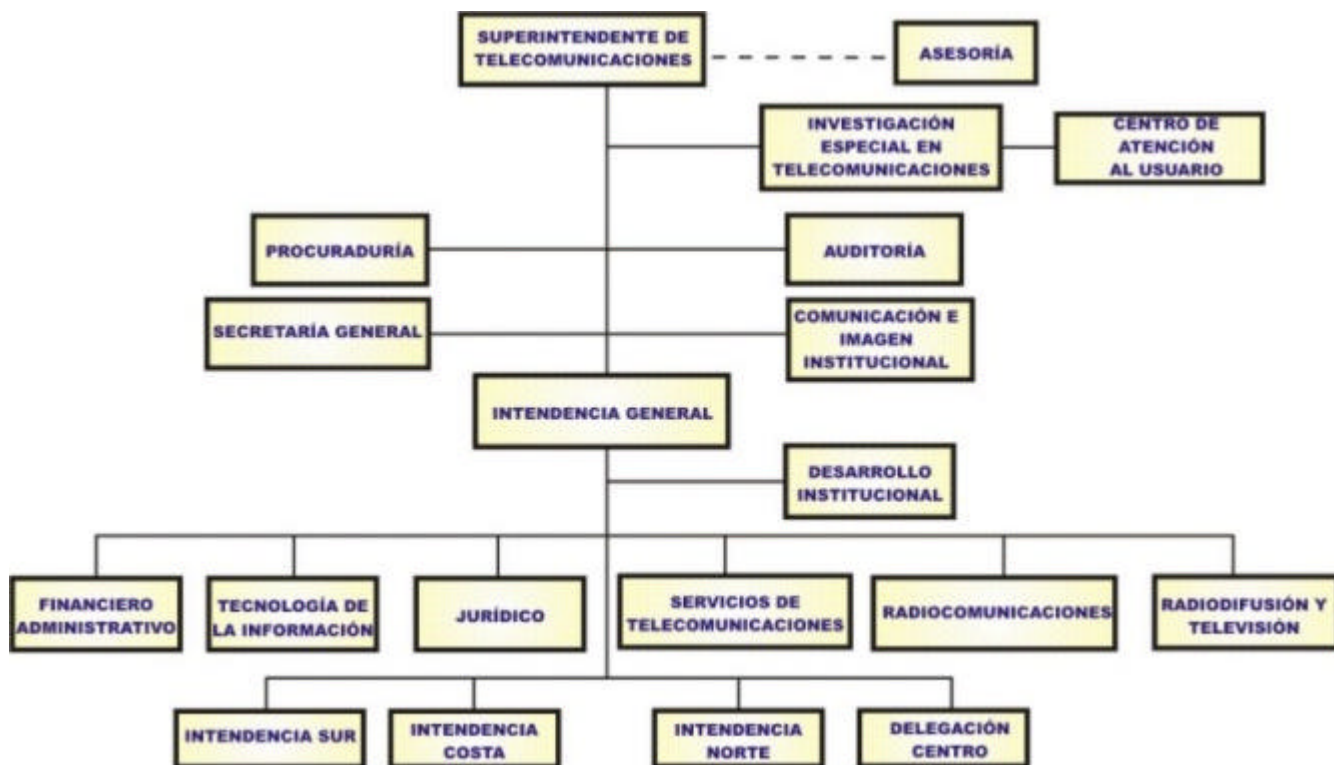 SUPERINTENDENTE DE
TELECOMUNICACIONES
ASESORÍA
INVESTIGACIÓN
ESPECIAL EN
TELECOMUNICACIONES
CENTRO DE
ATENCIÓN
AL USUARIO
PROCURADURÍA
AUDITORÍA
SECRETARÍA GENERAL
COMUNICACIÓN E
IMAGEN
INSTITUCIONAL
INTENDENCIA GENERAL
DESARROLLO
INSTITUCIONAL
FINANCIERO
ADMINISTRATIVO
TECNOLOGÍA DE
LA INFORMACIÓN
JURÍDICO
SERVICIOS DE
TELECOMUNICACIONES
RADIOCOMUNICACIONES
RADIODIFUSIÓN Y
TELEVISIÓN
INTENDENCIA SUR
INTENDENCIA
COSTA
INTENDENCIA
NORTE
DELEGACIÓN
CENTRO